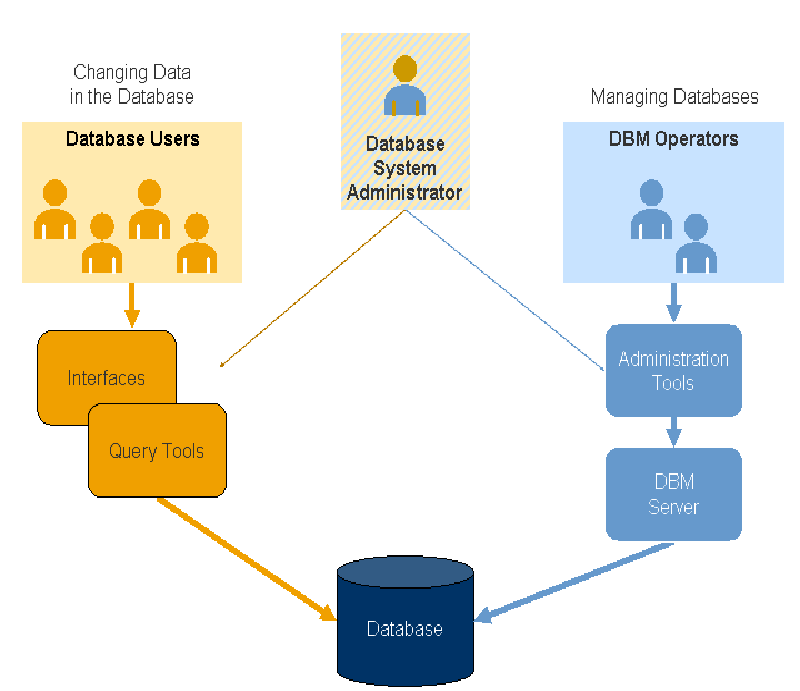 Changing Data
in the Database
Database Users
Database
System
Administrator
Managing Databases
DBM Operators
Interfaces
Query Tools
Administration
Tools
DBM
Server
Database